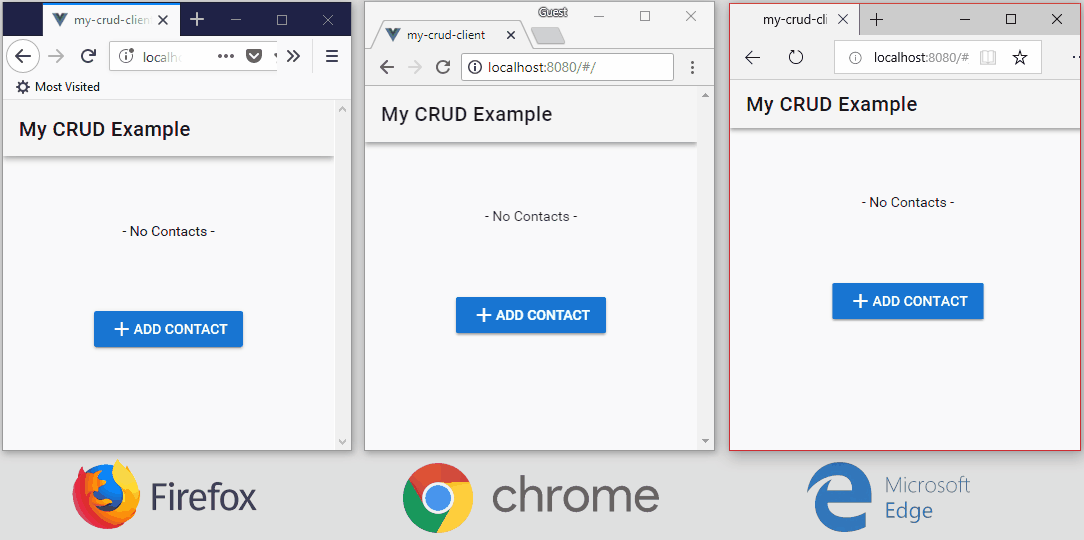 my-crud-clien
localh
Most Visited
My CRUD Example
- No Contacts -
ADD CONTACT
Firefox
Guest
my-crud-client
localhost:8080/#/
My CRUD Example
- No Contacts -
ADD CONTACT
chrome
my-crud-cli
localhost:8080/#
My CRUD Example
- No Contacts -
ADD CONTACT
Microsoft
Edge